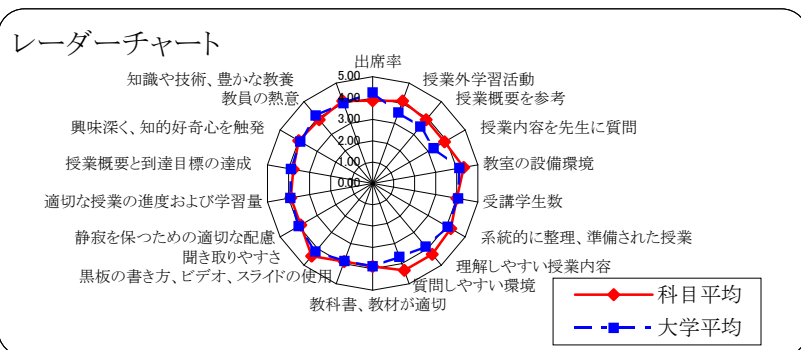 レーダーチャート
出席率
授業外学習活動
授業概要を参考
授業内容を先生に質問
教室の設備環境
受講学生数
系統的に整理、準備された授業
理解しやすい授業内容
質問しやすい環境
教科書、教材が適切
黒板の書き方、ビデオ、スライドの使用
聞き取りやすさ
静寂を保つための適切な配慮
適切な授業の進度および学習量
授業概要と到達目標の達成
興味深く、知的好奇心を触発
教員の熱意
知識や技術、豊かな教養
5.00
4.00
3.00
2.00
1.00
0.00
科目平均
大学平均